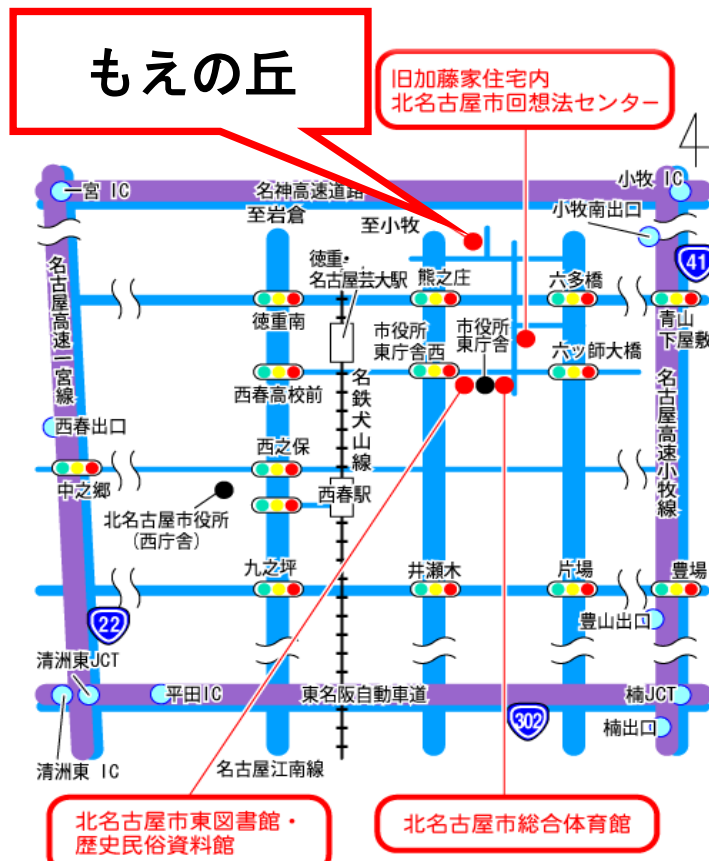 もえの丘
旧加藤家住宅内
北名古屋市回想法センター
4
一宮 IC
名神高速道路
小牧 IC
至岩倉
至小牧
小牧南出口
41
名古屋高速一宮線
徳重・
名古屋芸大駅
熊之庄
六多橋
徳重南
市役所
東庁舎西
市役所
東庁舎
青山
下屋敷
六ッ師大橋
西春高校前
名鉄犬山線
名古屋高速小牧線
西春出口
西之保
中之郷
西春駅
北名古屋市役所
(西庁舎)
九之坪
井瀬木
片場
豊場
22
豊山出口
清洲東JCT
平田IC
東名阪自動車道
楠JCT
302
楠出口
清洲東 IC
名古屋江南線
北名古屋市東図書館・
歴史民俗資料館
北名古屋市総合体育館